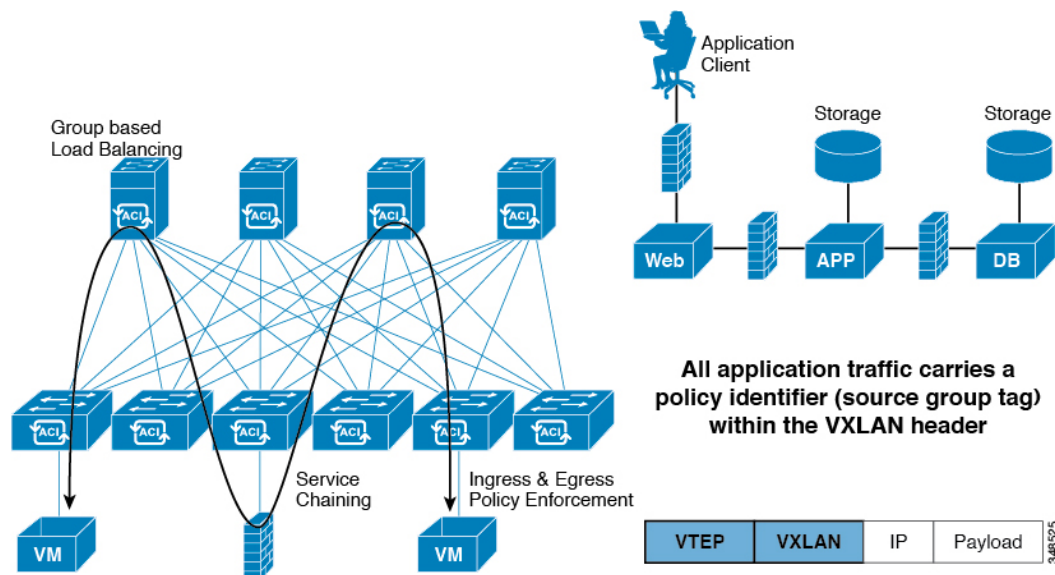 Group based
Load Balancing
ACI
ACI
ACI
ACI
ACI
ACI
ACI
ACI
ACI
ACI
Service
Chaining
Ingress & Egress
Policy Enforcement
VM
VM
Application
Client
Storage
Storage
Web
APP
DB
All application traffic carries a
policy identifier (source group tag)
within the VXLAN header
VTEP VXLAN IP Payload
348525